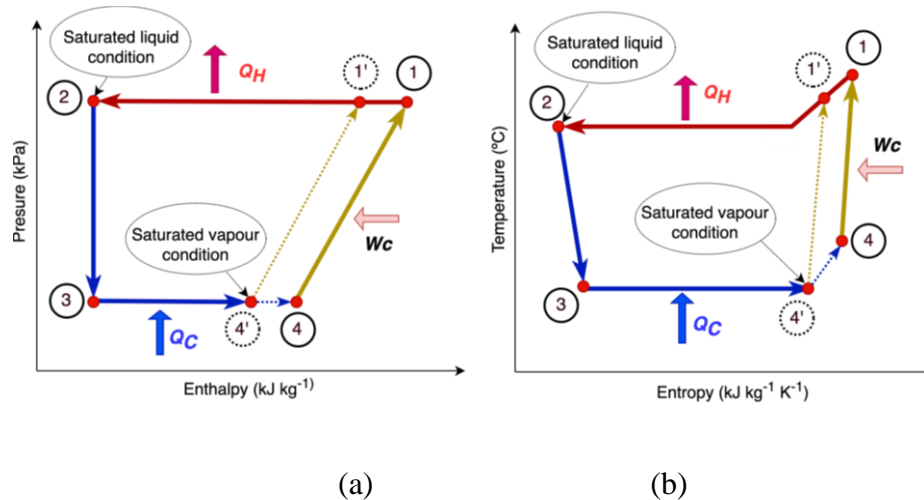 Saturated liquid
condition
Q_H
1'
1
2
Presure (kPa)
Saturated vapour
condition
Wc
3
4'
4
Q_C
Enthalpy (kJ kg⁻¹)
(a)
Saturated liquid
condition
Q_H
1'
1
2
Temperature (ºC)
Wc
Saturated vapour
condition
4
3
4'
Q_C
Entropy (kJ kg⁻¹ K⁻¹)
(b)